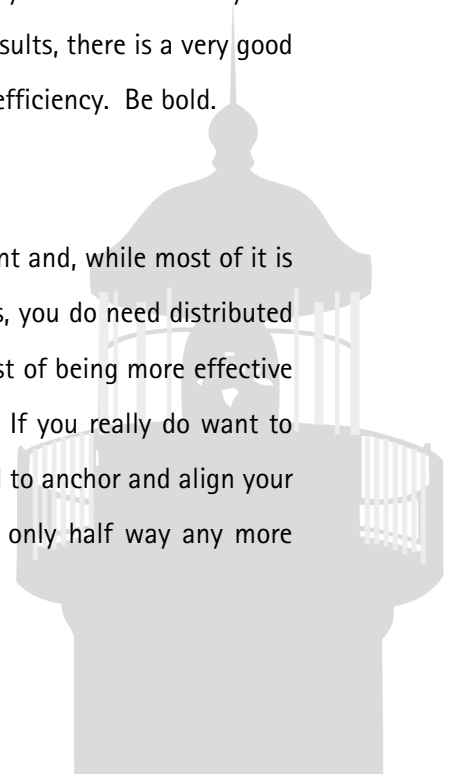 sults, there is a very good
efficiency. Be bold.
nt and, while most of it is
s, you do need distributed
st of being more effective
If you really do want to
to anchor and align your
only half way any more